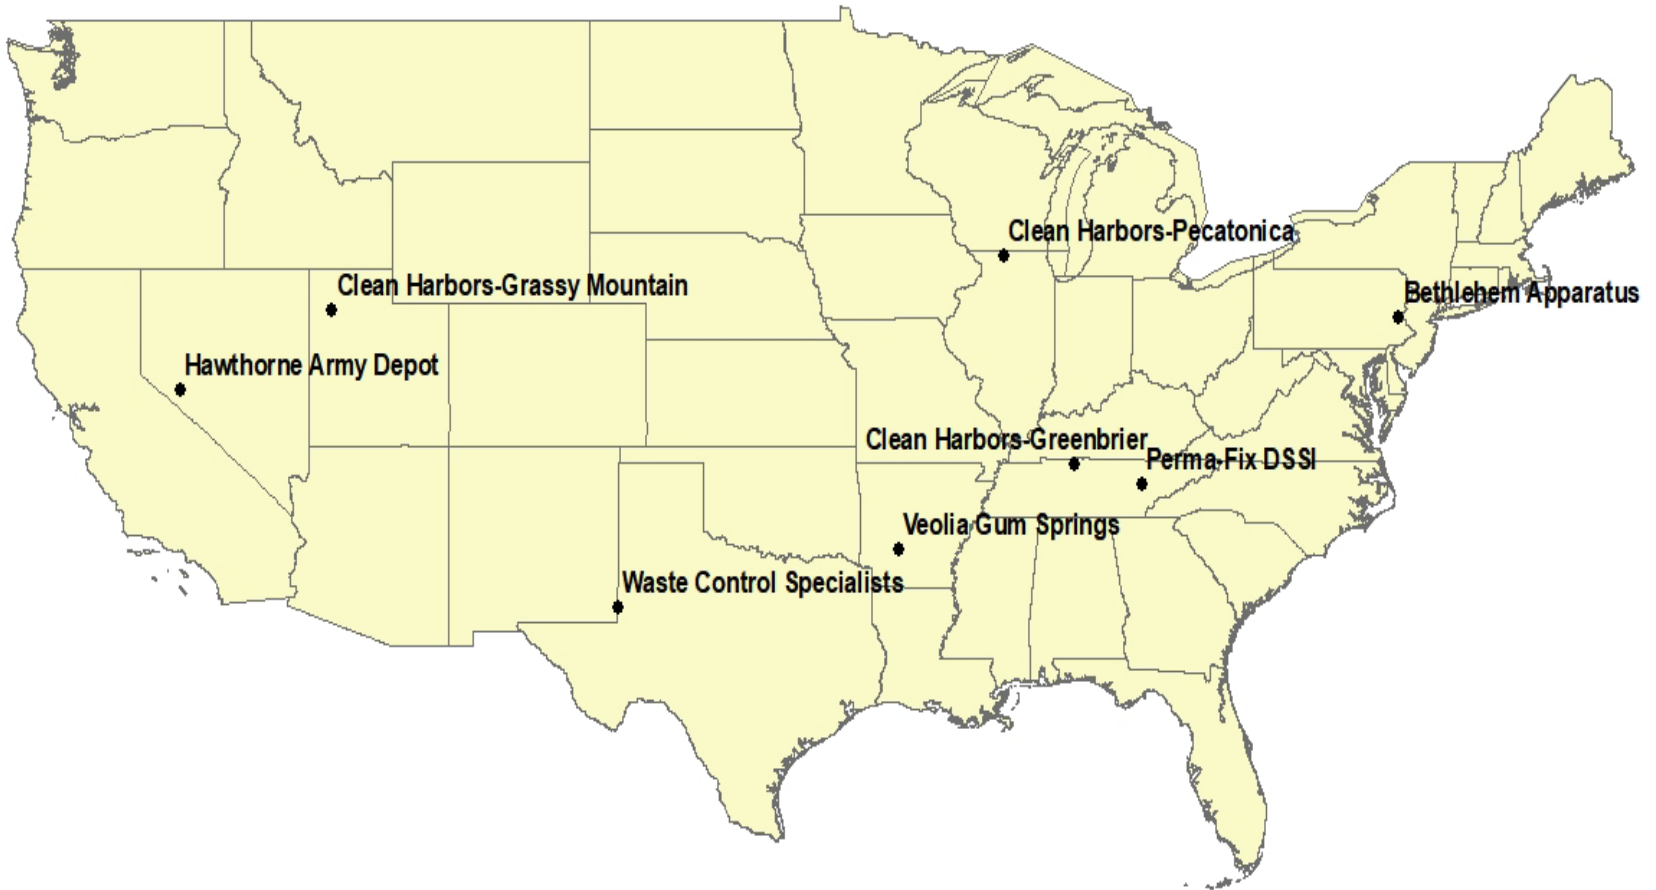 Clean Harbors-Pecatonica
Clean Harbors-Grassy Mountain
Bethlehem Apparatus
Hawthorne Army Depot
Clean Harbors-Greenbrier
Perma-Fix DSSI
Veolia Gum Springs
Waste Control Specialists